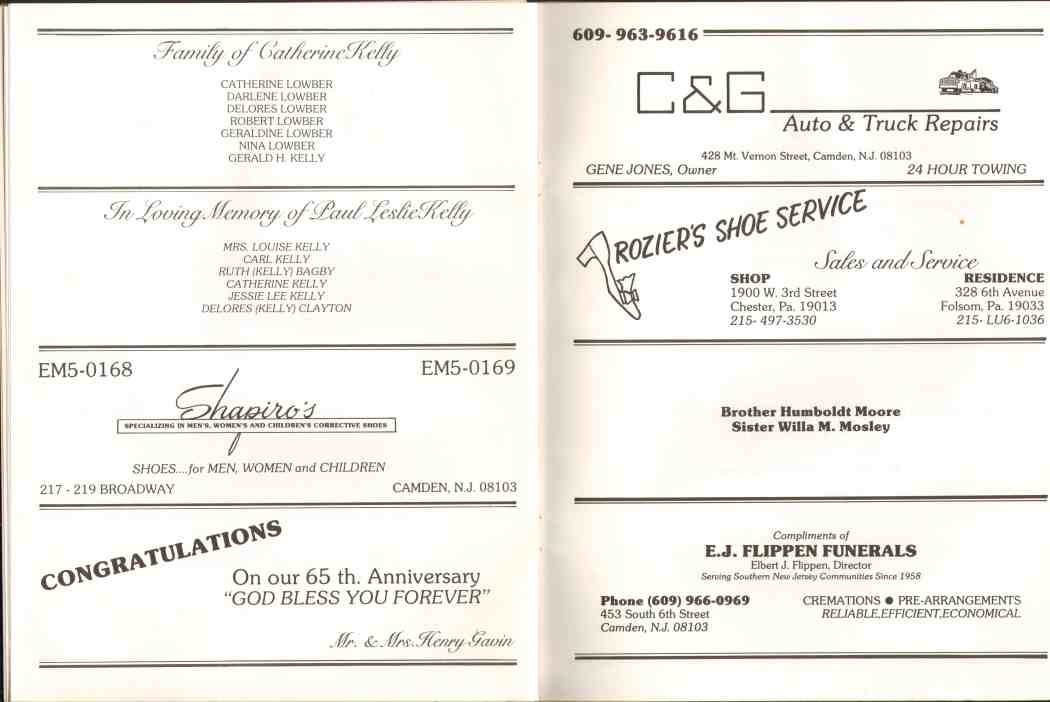 Family of Catherine Kelly
CATHERINE LOWBER
DARLENE LOWBER
DELORES LOWBER
ROBERT LOWBER
GERALDINE LOWBER
NINA LOWBER
GERALD H. KELLY
In Loving Memory of Paul Leslie Kelly
MRS. LOUISE KELLY
CARL KELLY
RUTH (KELLY) BAGBY
CATHERINE KELLY
JESSIE LEE KELLY
DELORES (KELLY) CLAYTON
EM5-0168 EM5-0169
Shapiro's
SPECIALIZING IN MEN'S, WOMEN'S AND CHILDREN'S CORRECTIVE SHOES
SHOES....for MEN, WOMEN and CHILDREN
217 - 219 BROADWAY CAMDEN, N.J. 08103
CONGRATULATIONS
On our 65 th. Anniversary
"GOD BLESS YOU FOREVER"
Mr. & Mrs. Henry Gavin
609- 963-9616
C&G
Auto & Truck Repairs
428 Mt. Vernon Street, Camden, N.J. 08103
GENE JONES, Owner 24 HOUR TOWING
ROZIER'S SHOE SERVICE
Sales and Service
SHOP RESIDENCE
1900 W. 3rd Street 328 6th Avenue
Chester, Pa. 19013 Folsom, Pa. 19033
215- 497-3530 215- LU6-1036
Brother Humboldt Moore
Sister Willa M. Mosley
Compliments of
E.J. FLIPPEN FUNERALS
Elbert J. Flippen, Director
Serving Southern New Jersey Communities Since 1958
Phone (609) 966-0969 CREMATIONS ● PRE-ARRANGEMENTS
453 South 6th Street RELIABLE,EFFICIENT,ECONOMICAL
Camden, N.J. 08103